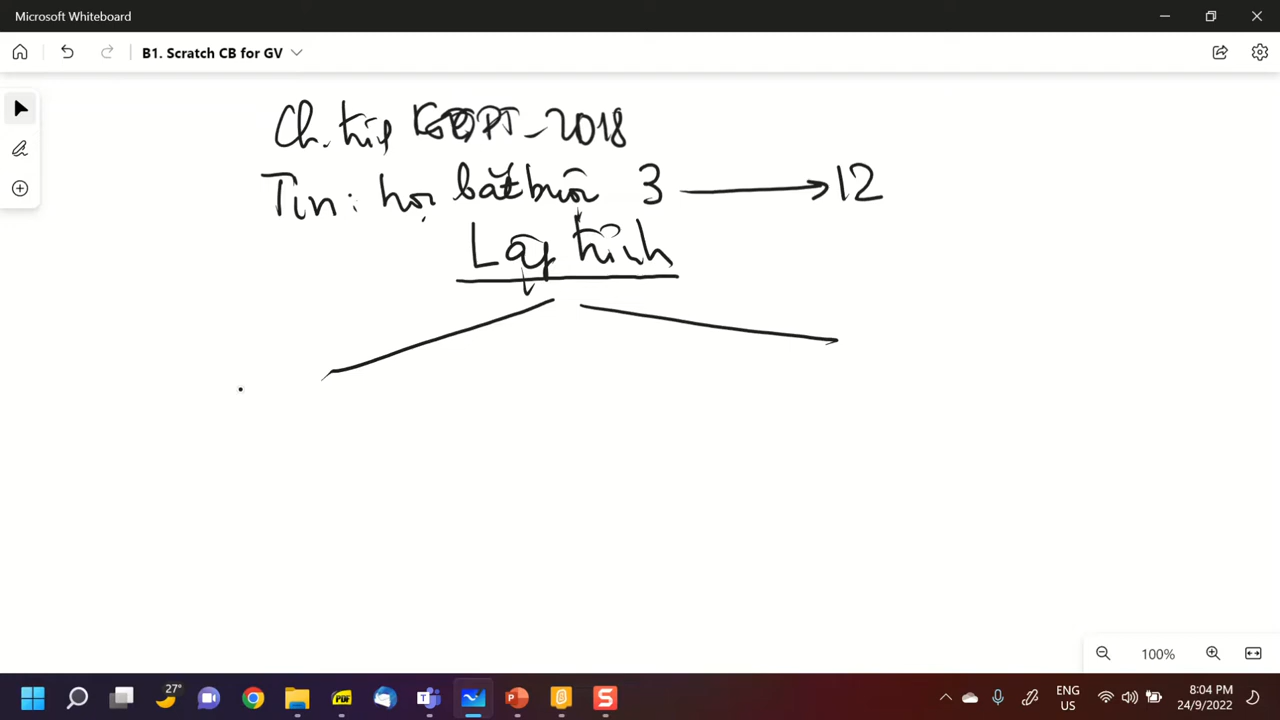 Microsoft Whiteboard
B1. Scratch CB for GV
Ch. trình GDPT - 2018
Tin: học bắt buộc 3 → 12
Lập trình
100%
27°
ENG
US
8:04 PM
24/9/2022